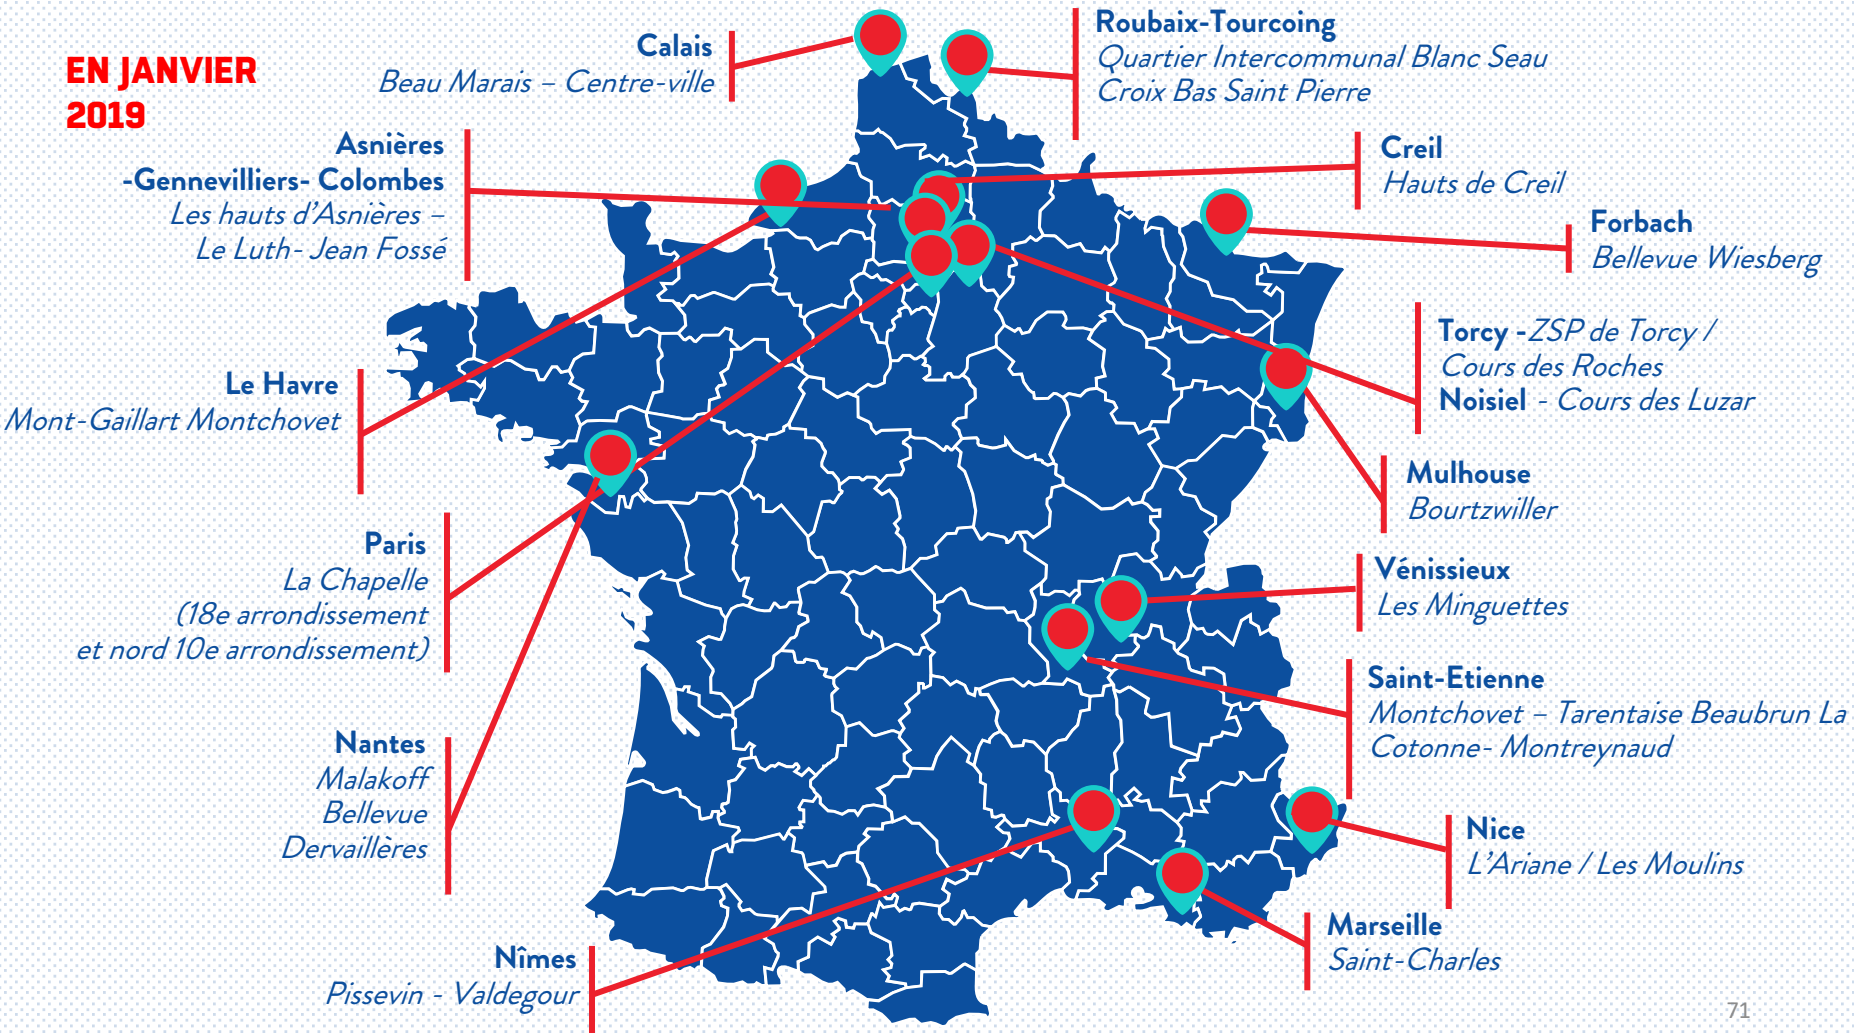 EN JANVIER
2019
Calais
Beau Marais – Centre-ville
Roubaix-Tourcoing
Quartier Intercommunal Blanc Seau
Croix Bas Saint Pierre
Asnières
-Gennevilliers- Colombes
Les hauts d'Asnières –
Le Luth- Jean Fossé
Creil
Hauts de Creil
Forbach
Bellevue Wiesberg
Torcy -ZSP de Torcy /
Cours des Roches
Noisiel - Cours des Luzar
Le Havre
Mont-Gaillart Montchovet
Mulhouse
Bourtzwiller
Paris
La Chapelle
(18e arrondissement
et nord 10e arrondissement)
Vénissieux
Les Minguettes
Saint-Etienne
Montchovet – Tarentaise Beaubrun La
Cotonne- Montreynaud
Nantes
Malakoff
Bellevue
Dervaillères
Nice
L'Ariane / Les Moulins
Marseille
Saint-Charles
Nîmes
Pissevin - Valdegour
71